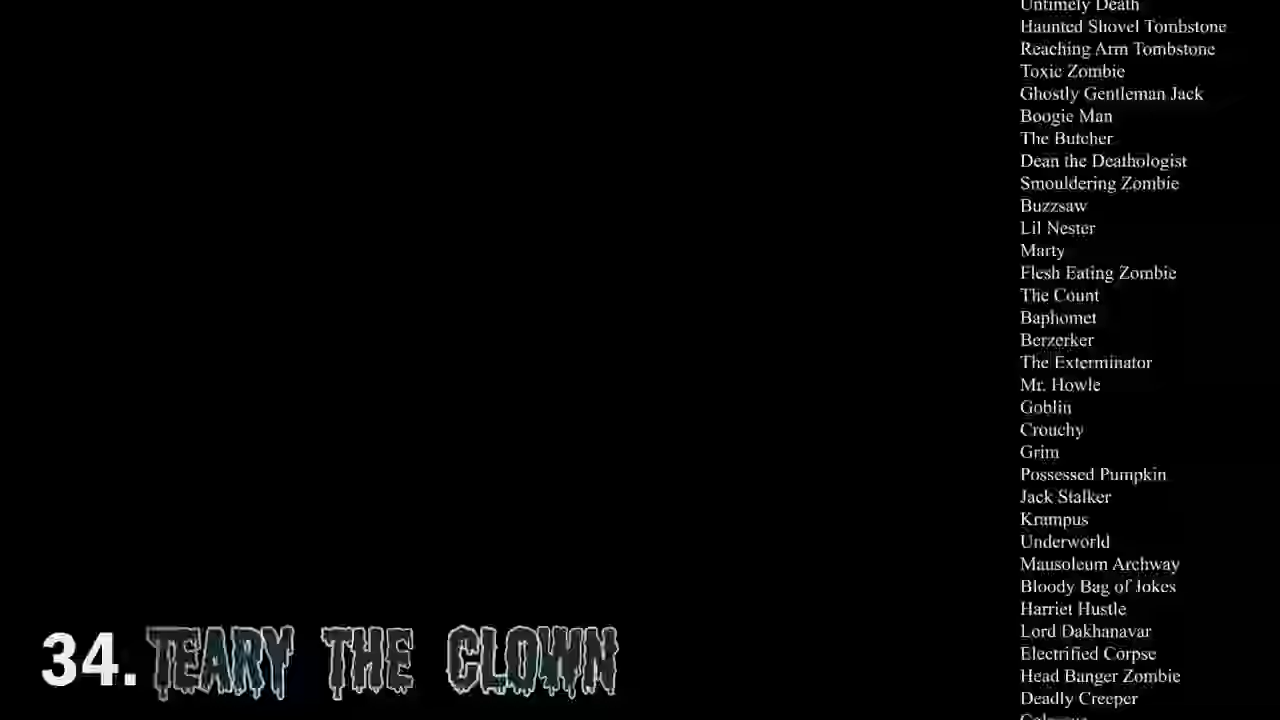 Untimely Death
Haunted Shovel Tombstone
Reaching Arm Tombstone
Toxic Zombie
Ghostly Gentleman Jack
Boogie Man
The Butcher
Dean the Deathologist
Smouldering Zombie
Buzzsaw
Lil Nester
Marty
Flesh Eating Zombie
The Count
Baphomet
Berzerker
The Exterminator
Mr. Howle
Goblin
Crouchy
Grim
Possessed Pumpkin
Jack Stalker
Krampus
Underworld
Mausoleum Archway
Bloody Bag of Jokes
Harriet Hustle
Lord Dakhanavar
Electrified Corpse
Head Banger Zombie
Deadly Creeper
34. TEARY THE CLOWN